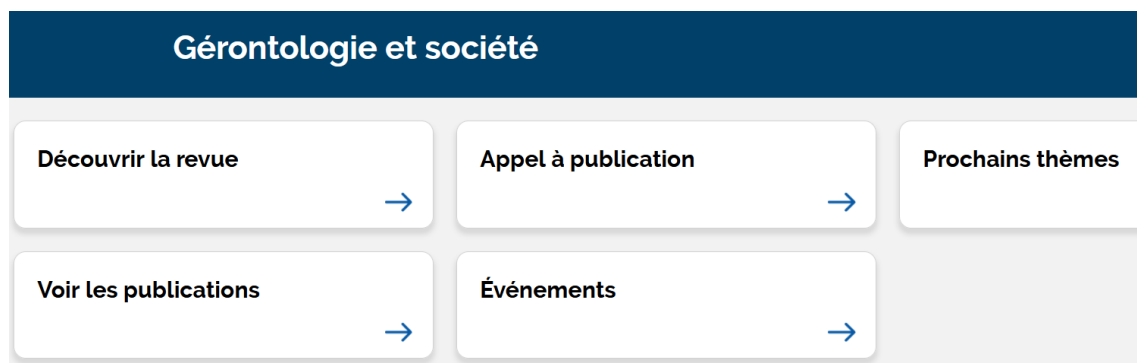 Gérontologie et société
Découvrir la revue
Appel à publication
Prochains thèmes
Voir les publications
Événements